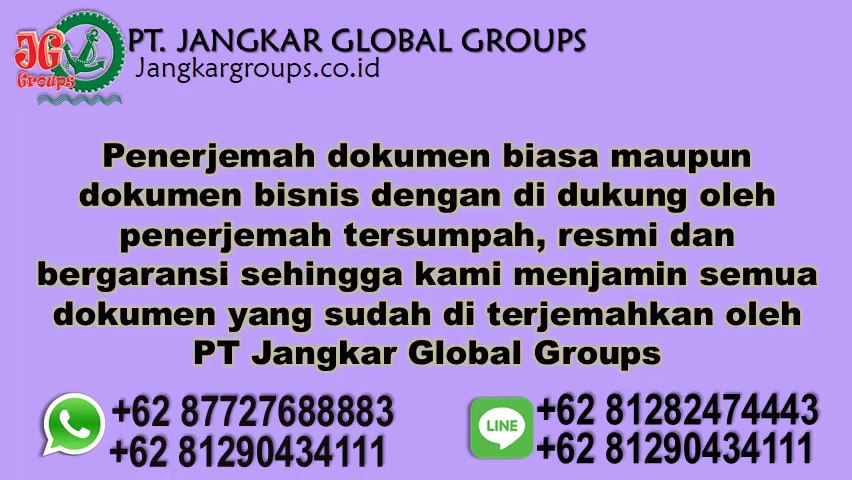 JG
Groups
PT. JANGKAR GLOBAL GROUPS
Jangkargroups.co.id
Penerjemah dokumen biasa maupun
dokumen bisnis dengan di dukung oleh
penerjemah tersumpah, resmi dan
bergaransi sehingga kami menjamin semua
dokumen yang sudah di terjemahkan oleh
PT Jangkar Global Groups
+62 87727688883
+62 81290434111
LINE
+62 81282474443
+62 81290434111